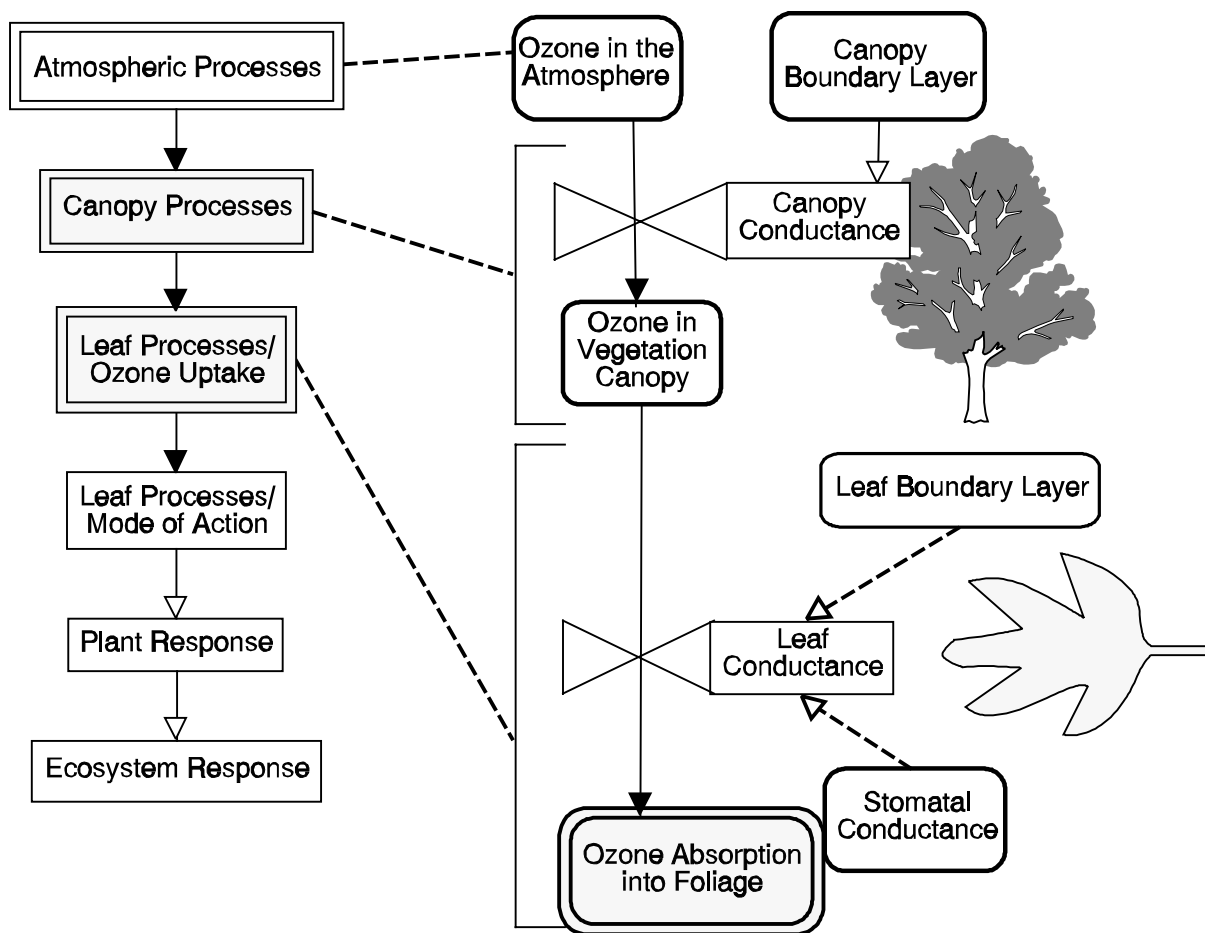 Atmospheric Processes
Canopy Processes
Leaf Processes/
Ozone Uptake
Leaf Processes/
Mode of Action
Plant Response
Ecosystem Response
Ozone in the
Atmosphere
Canopy
Boundary Layer
Canopy
Conductance
Ozone in
Vegetation
Canopy
Leaf Boundary Layer
Leaf
Conductance
Stomatal
Conductance
Ozone Absorption
into Foliage